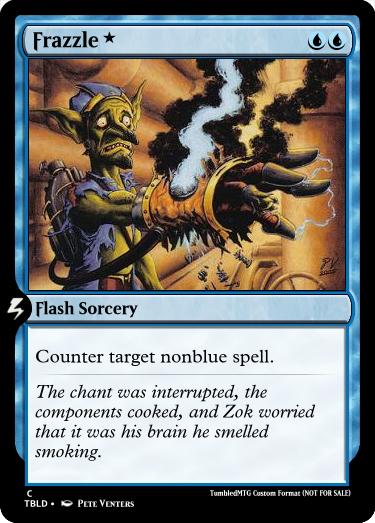 Frazzle ★
Flash Sorcery
Counter target nonblue spell.
The chant was interrupted, the
components cooked, and Zok worried
that it was his brain he smelled
smoking.
C
TBLD • PETE VENTERS
TumbledMTG Custom Format (NOT FOR SALE)